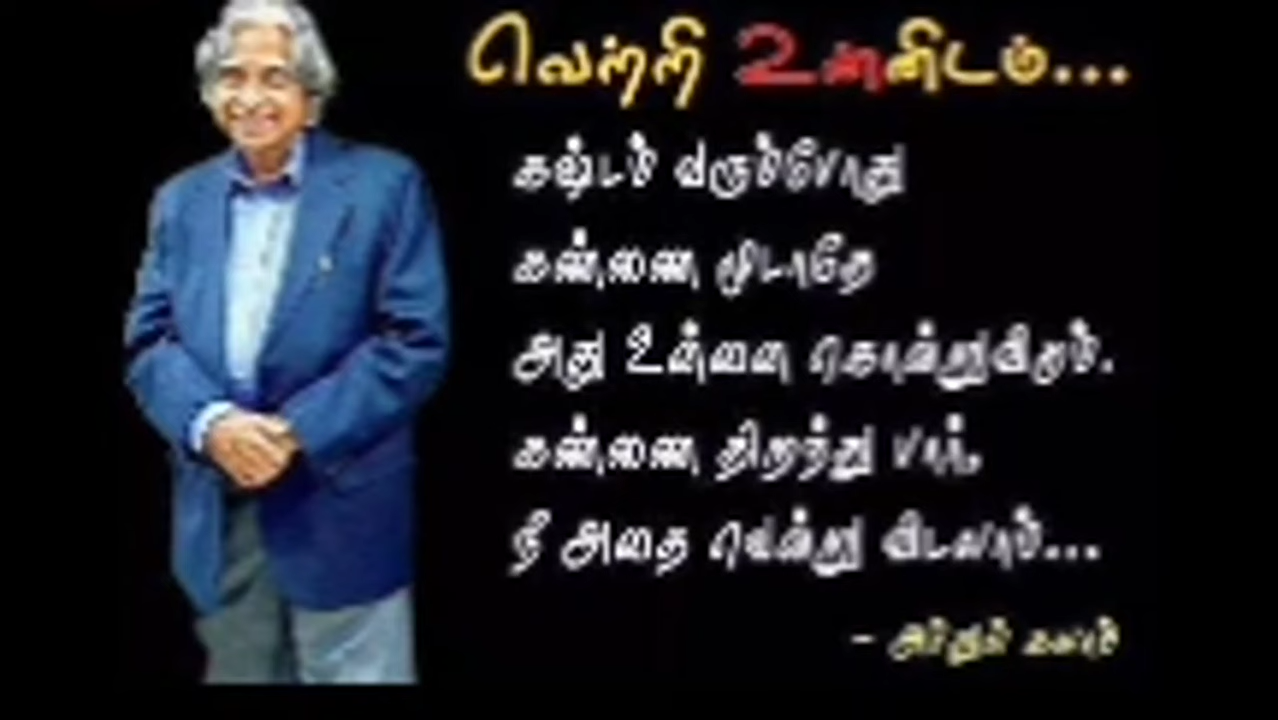 வெற்றி உன்னிடம்...
கஷ்டம் வரும்போது
கண்ணை மூடாதே
அது உன்னை கொன்றுவிடும்.
கண்ணை திறந்து பார்,
நீ அதை வென்று விடலாம்...
- அப்துல் கலாம்